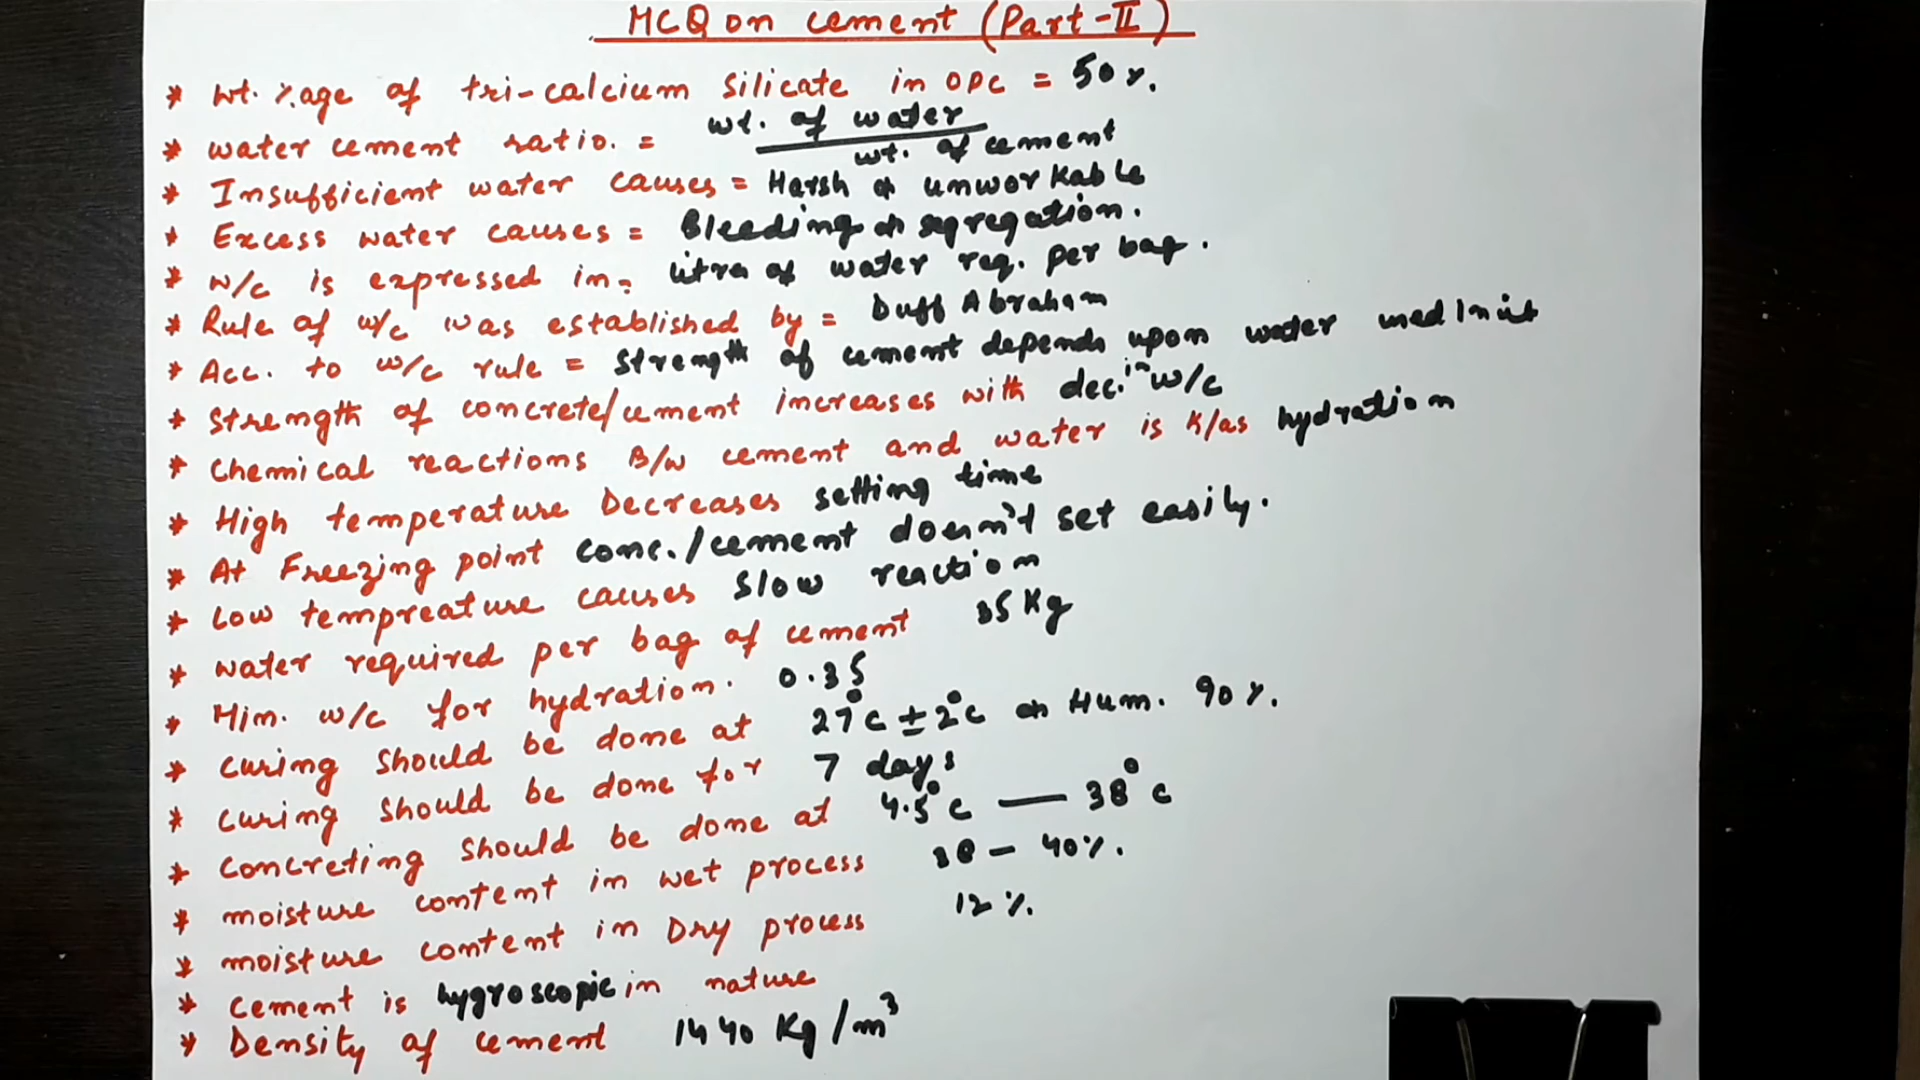 MCQ on cement (Part-II)
* wt. %age of tri-calcium silicate in OPC = 50%.
* water cement ratio. = wt. of water / wt. of cement
* Insufficient water causes = Harsh & unworkable
* Excess water causes = Bleeding & segregation.
* W/C is expressed in = litres of water req. per bag.
* Rule of w/c was established by = Duff Abraham
* Acc. to w/c rule = strength of cement depends upon water used in it
* strength of concrete/cement increases with dec. in w/c
* chemical reactions B/w cement and water is K/as hydration
* High temperature Decreases setting time
* At Freezing point conc./cement doesn't set easily.
* Low tempreature causes slow reaction
* water required per bag of cement 35 Kg
* Min. w/c for hydration. 0.35
* curing should be done at 27°C ± 2°C & Hum. 90%.
* curing should be done for 7 days
* concreting should be done at 4.5°C — 38°C
* moisture content in wet process 38 - 40%.
* moisture content in Dry process 12%.
* cement is hygroscopic in nature
* Density of cement 1440 Kg/m³